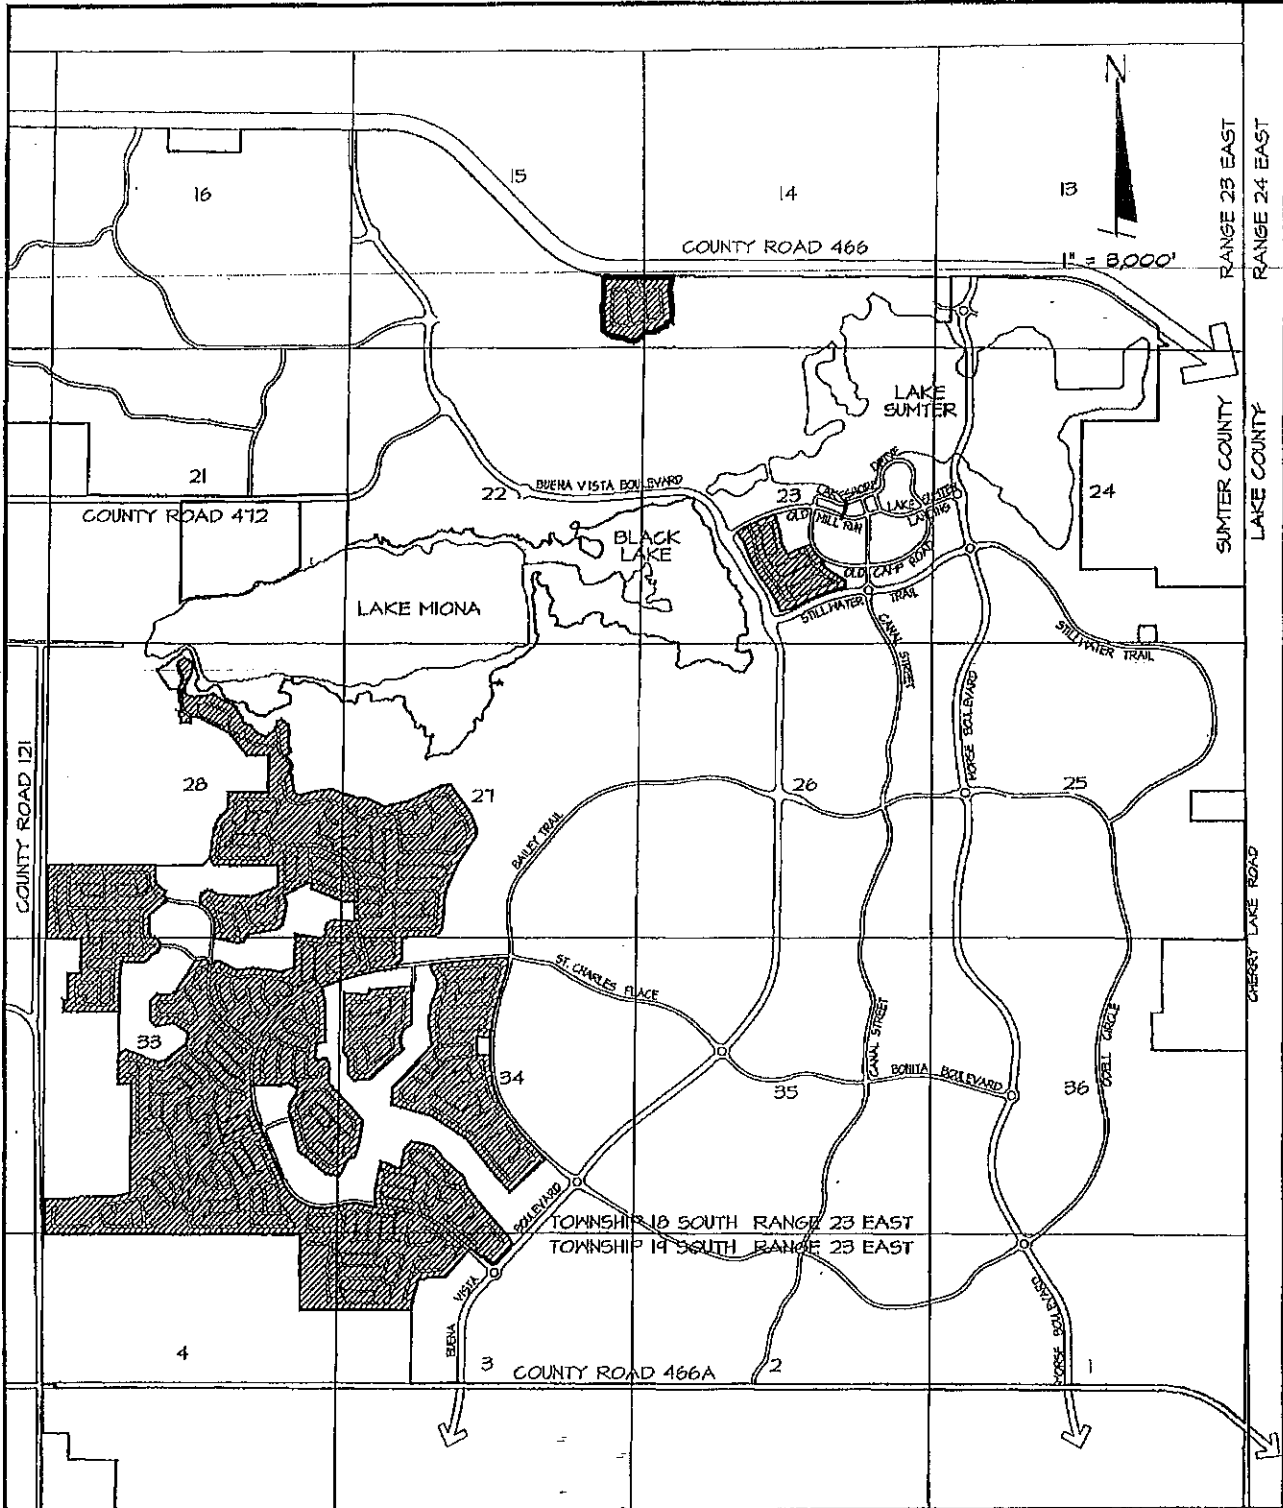 N
RANGE 23 EAST
RANGE 24 EAST
16
15
14
13
COUNTY ROAD 466
1" = 3,000'
LAKE
SUMTER
SUMTER COUNTY
LAKE COUNTY
21
22
BUENA VISTA BOULEVARD
23
LAKESHORE DRIVE
24
COUNTY ROAD 472
OLD MILL RUN
LAKE SUMTER
LANDING
BLACK
LAKE
OLD CAMP ROAD
LAKE MIONA
STILLWATER TRAIL
CANAL STREET
STILLWATER TRAIL
MORSE BOULEVARD
COUNTY ROAD 121
28
27
26
25
BAILEY TRAIL
CHERRY LAKE ROAD
ST. CHARLES PLACE
33
34
CANAL STREET
35
BONITA BOULEVARD
36
ODELL CIRCLE
TOWNSHIP 18 SOUTH RANGE 23 EAST
TOWNSHIP 19 SOUTH RANGE 23 EAST
BUENA VISTA BOULEVARD
MORSE BOULEVARD
4
3
COUNTY ROAD 466A
2
1